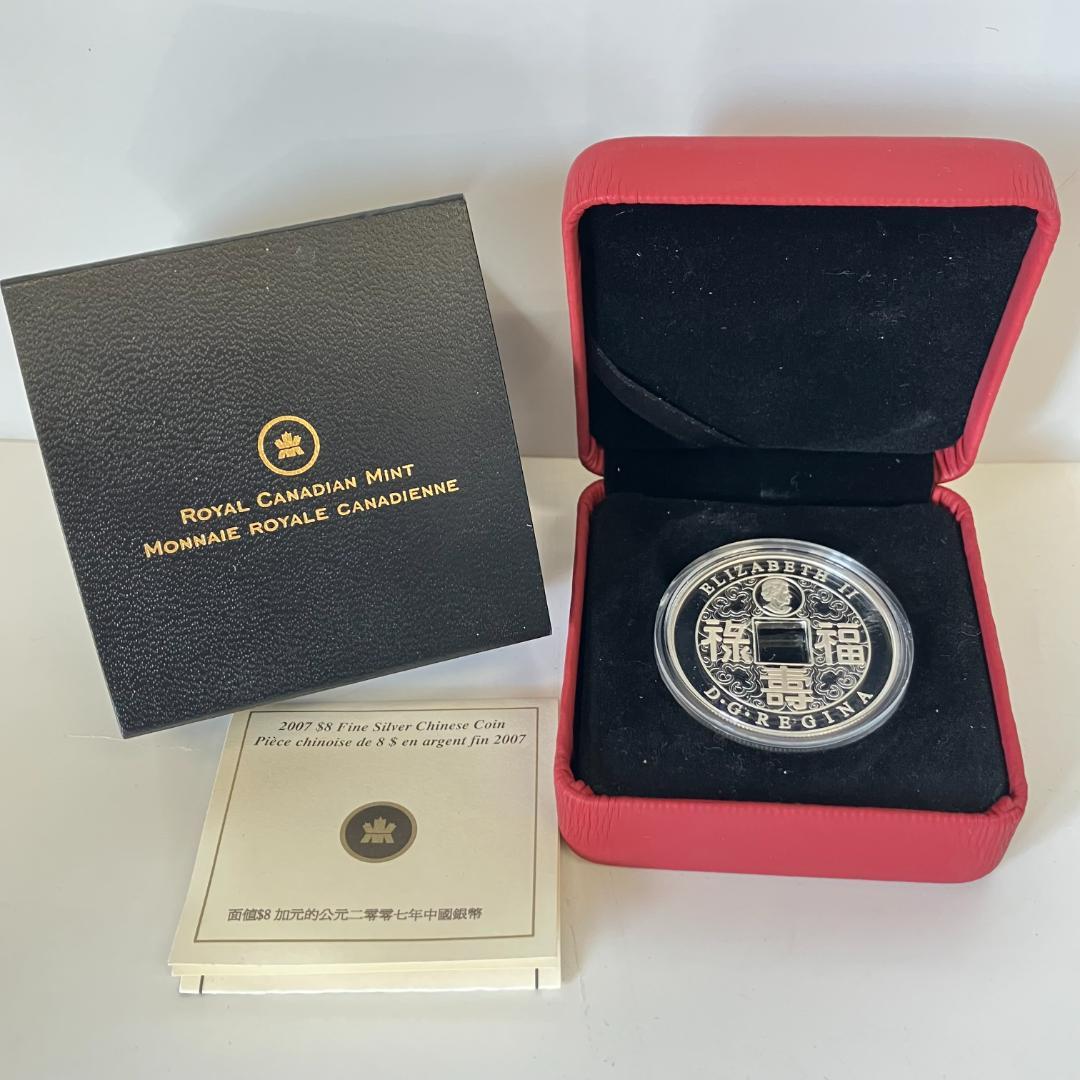 ROYAL CANADIAN MINT
MONNAIE ROYALE CANADIENNE
2007 $8 Fine Silver Chinese Coin
Pièce chinoise de 8 $ en argent fin 2007
面值$8 加元的公元二零零七年中國銀幣
ELIZABETH II
祿 福
壽
D·G·REGINA